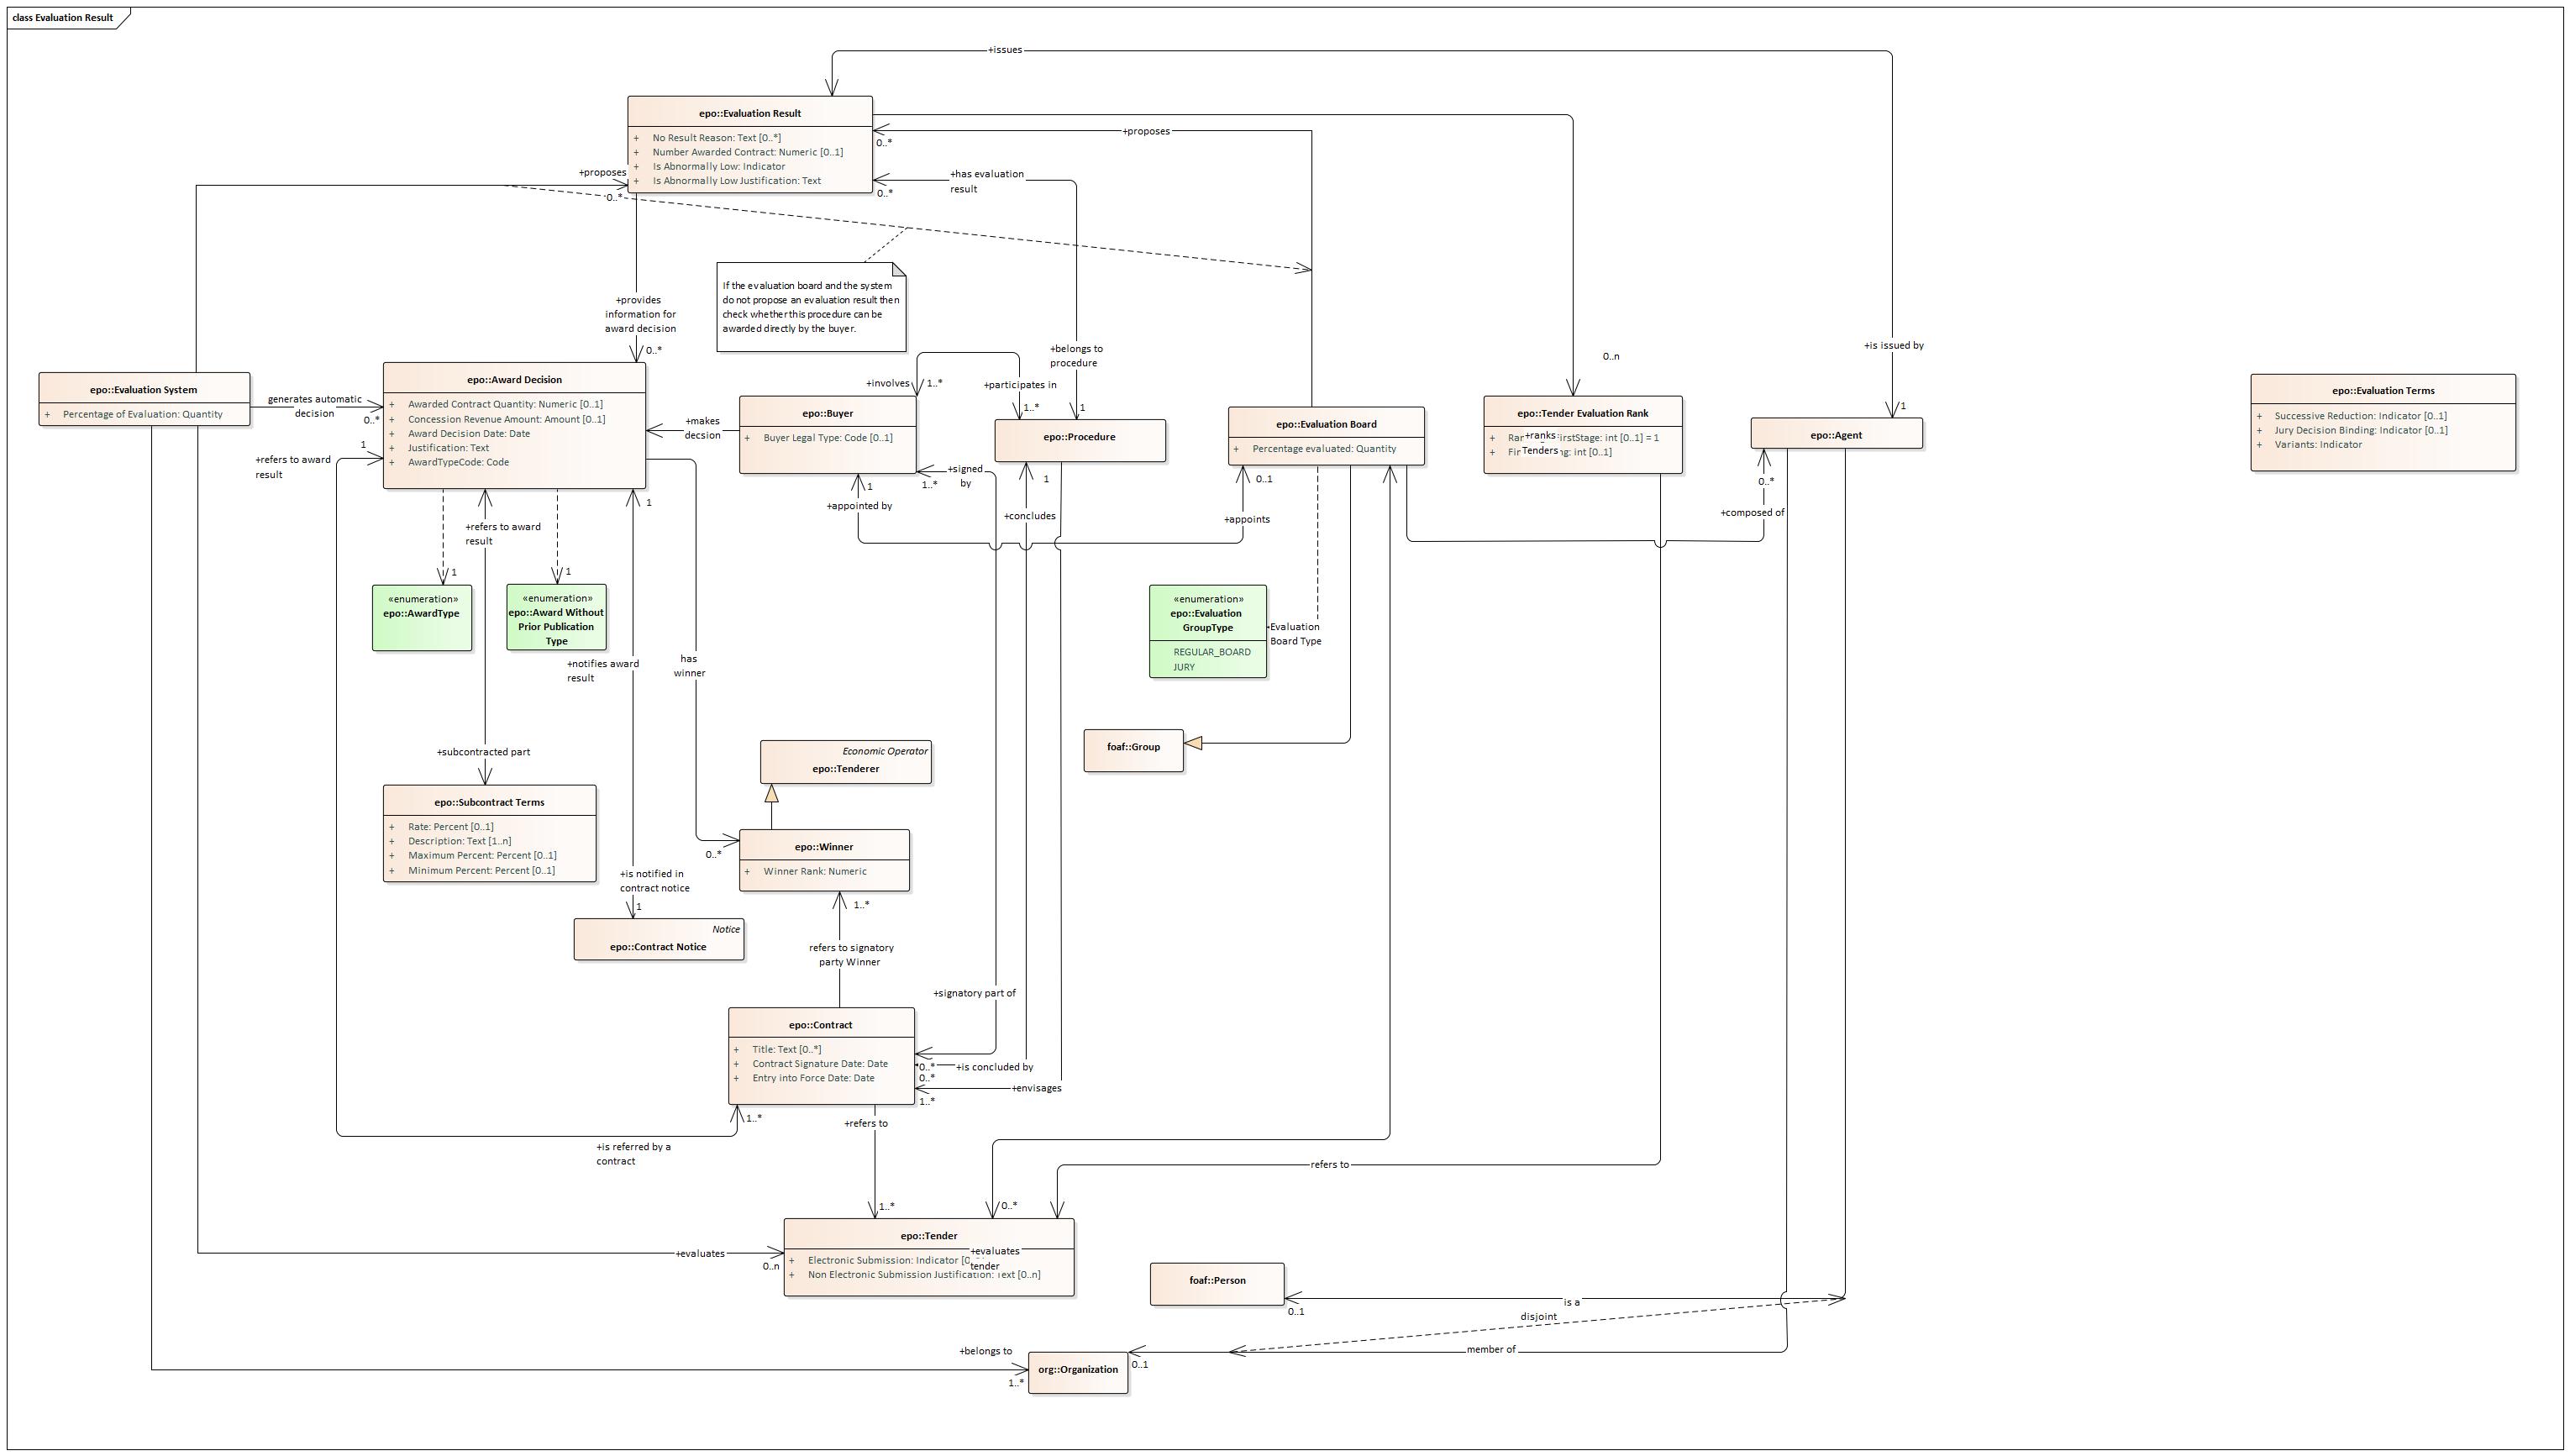 class Evaluation Result
+issues
epo::Evaluation Result
+ No Result Reason: Text [0..*]
+ Number Awarded Contract: Numeric [0..1]
+ Is Abnormally Low: Indicator
+ Is Abnormally Low Justification: Text
+proposes
0..*
+proposes
0..*
+has evaluation
result
0..*
+provides
information for
award decision
0..*
If the evaluation board and the system
do not propose an evaluation result then
check whether this procedure can be
awarded directly by the buyer.
+belongs to
procedure
1
0..n
+is issued by
1
epo::Evaluation System
+ Percentage of Evaluation: Quantity
generates automatic
decision
0..*
epo::Award Decision
+ Awarded Contract Quantity: Numeric [0..1]
+ Concession Revenue Amount: Amount [0..1]
+ Award Decision Date: Date
+ Justification: Text
+ AwardTypeCode: Code
+makes
decsion
+involves
1..*
+participates in
1..*
epo::Buyer
+ Buyer Legal Type: Code [0..1]
epo::Procedure
epo::Evaluation Board
+ Percentage evaluated: Quantity
epo::Tender Evaluation Rank
+ firstStage: int [0..1] = 1
+ int [0..1]
+ranks
Tenders
epo::Agent
epo::Evaluation Terms
+ Successive Reduction: Indicator [0..1]
+ Jury Decision Binding: Indicator [0..1]
+ Variants: Indicator
1
+refers to award
result
+signed
by
1..*
1
+appointed by
1
+concludes
0..1
+appoints
0..*
+composed of
1
+refers to award
result
1
1
«enumeration»
epo::AwardType
«enumeration»
epo::Award Without
Prior Publication
Type
«enumeration»
epo::Evaluation
GroupType
REGULAR_BOARD
JURY
+Evaluation
Board Type
+notifies award
result
has
winner
+subcontracted part
epo::Subcontract Terms
+ Rate: Percent [0..1]
+ Description: Text [1..n]
+ Maximum Percent: Percent [0..1]
+ Minimum Percent: Percent [0..1]
foaf::Group
Economic Operator
epo::Tenderer
epo::Winner
+ Winner Rank: Numeric
0..*
+is notified in
contract notice
1
Notice
epo::Contract Notice
1..*
refers to signatory
party Winner
+signatory part of
epo::Contract
+ Title: Text [0..*]
+ Contract Signature Date: Date
+ Entry into Force Date: Date
0..*
+is concluded by
0..*
+envisages
1..*
1..*
+refers to
+is referred by a
contract
refers to
1..*
0..*
epo::Tender
+ Electronic Submission: Indicator
+ Non Electronic Submission Justification: Text [0..n]
+evaluates
tender
+evaluates
0..n
foaf::Person
0..1
is a
disjoint
member of
+belongs to
1..*
0..1
org::Organization